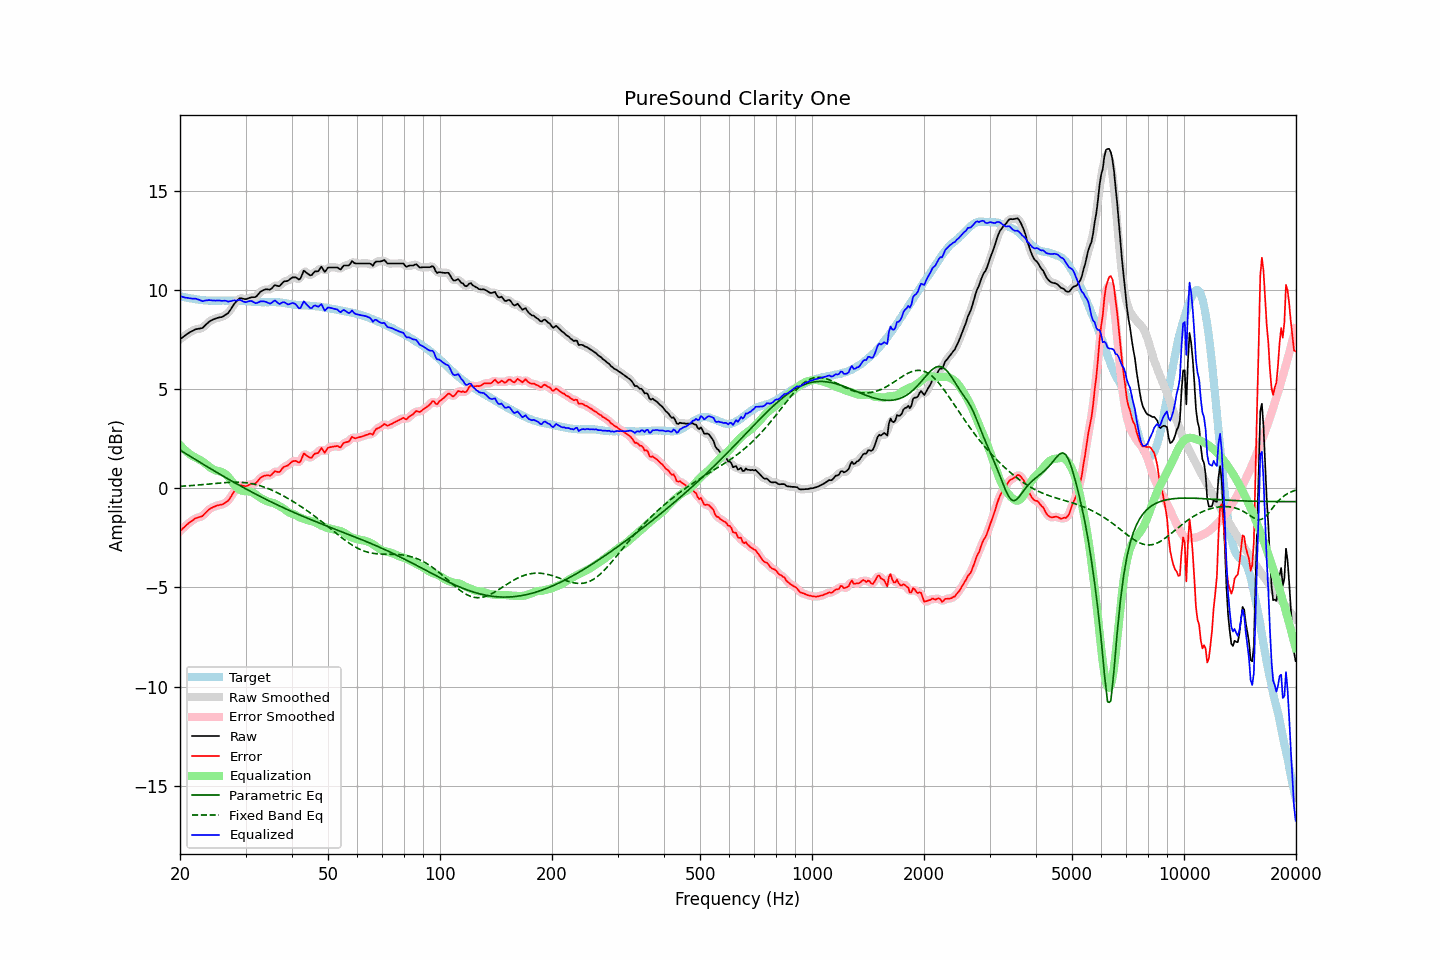 PureSound Clarity One
Amplitude (dBr)
15
10
5
0
−5
−10
−15
Target
Raw Smoothed
Error Smoothed
Raw
Error
Equalization
Parametric Eq
Fixed Band Eq
Equalized
20 50 100 200 500 1000 2000 5000 10000 20000
Frequency (Hz)